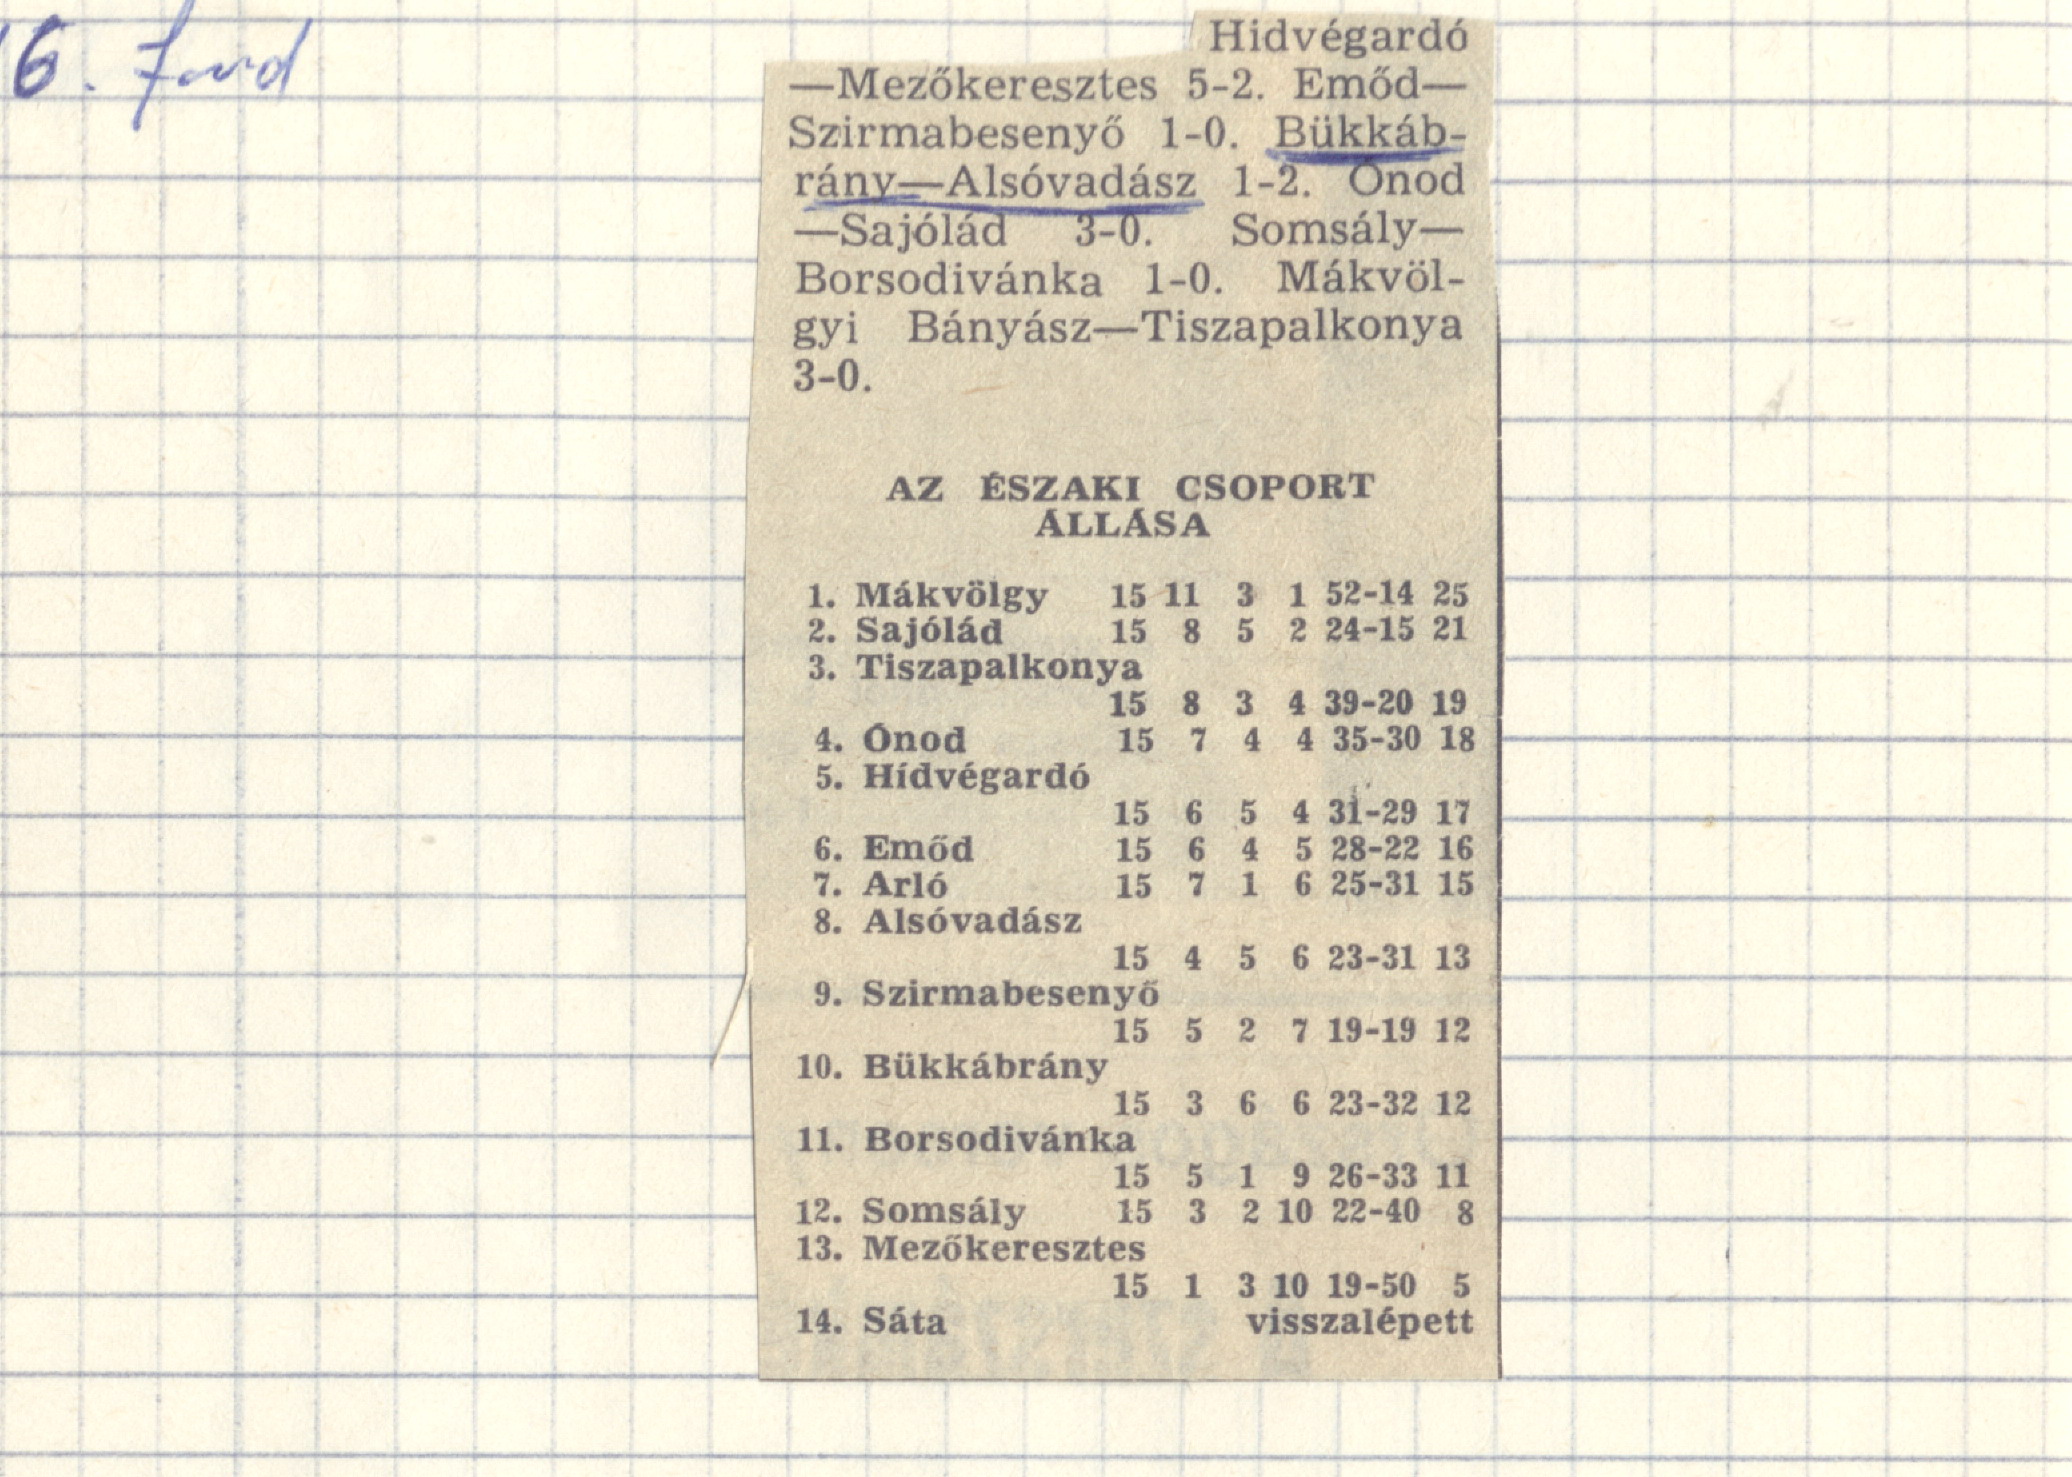 16. ford
Hidvégardó
—Mezőkeresztes 5-2. Emőd—
Szirmabesenyő 1-0. Bükkáb-
rány—Alsóvadász 1-2. Ónod
—Sajólád 3-0. Somsály—
Borsodivánka 1-0. Mákvöl-
gyi Bányász—Tiszapalkonya
3-0.
AZ ÉSZAKI CSOPORT
ÁLLÁSA
1. Mákvölgy 15 11 3 1 52-14 25
2. Sajólád 15 8 5 2 24-15 21
3. Tiszapalkonya
15 8 3 4 39-20 19
4. Ónod 15 7 4 4 35-30 18
5. Hídvégardó
15 6 5 4 31-29 17
6. Emőd 15 6 4 5 28-22 16
7. Arló 15 7 1 6 25-31 15
8. Alsóvadász
15 4 5 6 23-31 13
9. Szirmabesenyő
15 5 2 7 19-19 12
10. Bükkábrány
15 3 6 6 23-32 12
11. Borsodivánka
15 5 1 9 26-33 11
12. Somsály 15 3 2 10 22-40 8
13. Mezőkeresztes
15 1 3 10 19-50 5
14. Sáta visszalépett